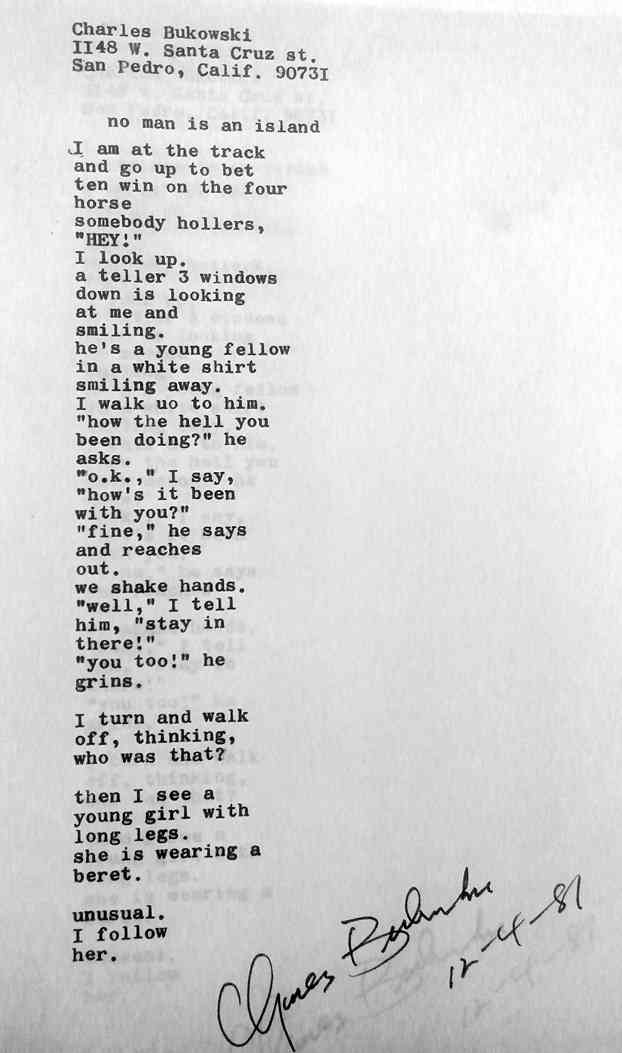 Charles Bukowski
II48 W. Santa Cruz st.
San Pedro, Calif. 9073I
no man is an island
I am at the track
and go up to bet
ten win on the four
horse
somebody hollers,
"HEY!"
I look up.
a teller 3 windows
down is looking
at me and
smiling.
he's a young fellow
in a white shirt
smiling away.
I walk uo to him.
"how the hell you
been doing?" he
asks.
"o.k.," I say,
"how's it been
with you?"
"fine," he says
and reaches
out.
we shake hands.
"well," I tell
him, "stay in
there!"
"you too!" he
grins.
I turn and walk
off, thinking,
who was that?
then I see a
young girl with
long legs.
she is wearing a
beret.
unusual.
I follow
her.
Charles Bukowski
12-4-81